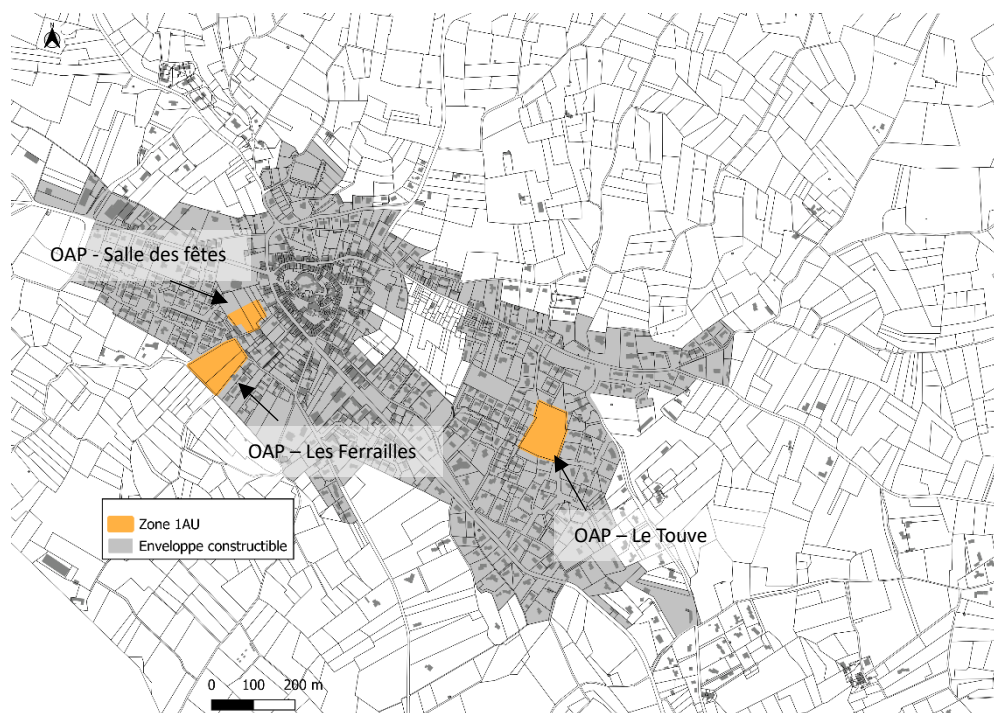 N
OAP - Salle des fêtes
OAP – Les Ferrailles
Zone 1AU
Enveloppe constructible
OAP – Le Touve
0 100 200 m